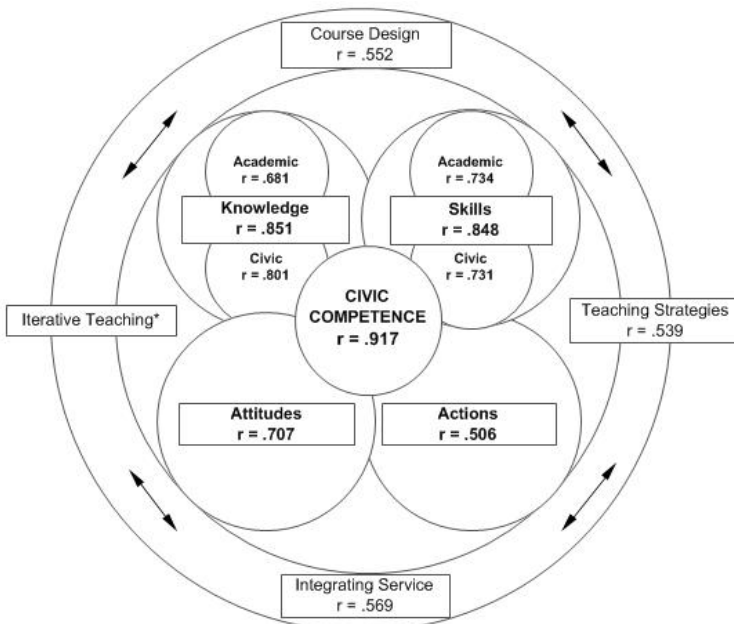 Course Design
r = .552
Academic
r = .681
Knowledge
r = .851
Civic
r = .801
Academic
r = .734
Skills
r = .848
Civic
r = .731
CIVIC
COMPETENCE
r = .917
Iterative Teaching*
Teaching Strategies
r = .539
Attitudes
r = .707
Actions
r = .506
Integrating Service
r = .569